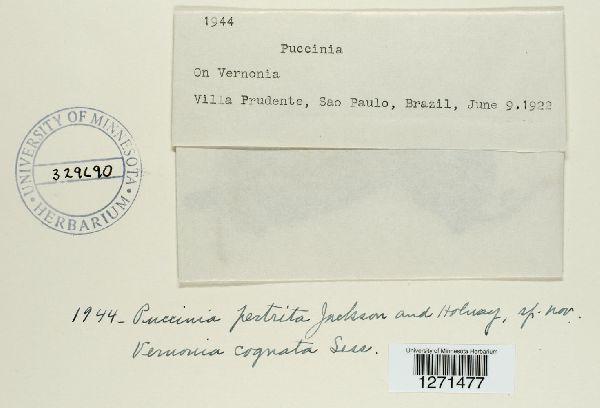 1944
Puccinia
On Vernonia
Villa Prudente, Sao Paulo, Brazil, June 9.1922
UNIVERSITY OF MINNESOTA
329690
HERBARIUM
1944- Puccinia pertrita Jackson and Holway, sp. nov.
Vernonia cognata Less.
University of Minnesota Herbarium
1271477